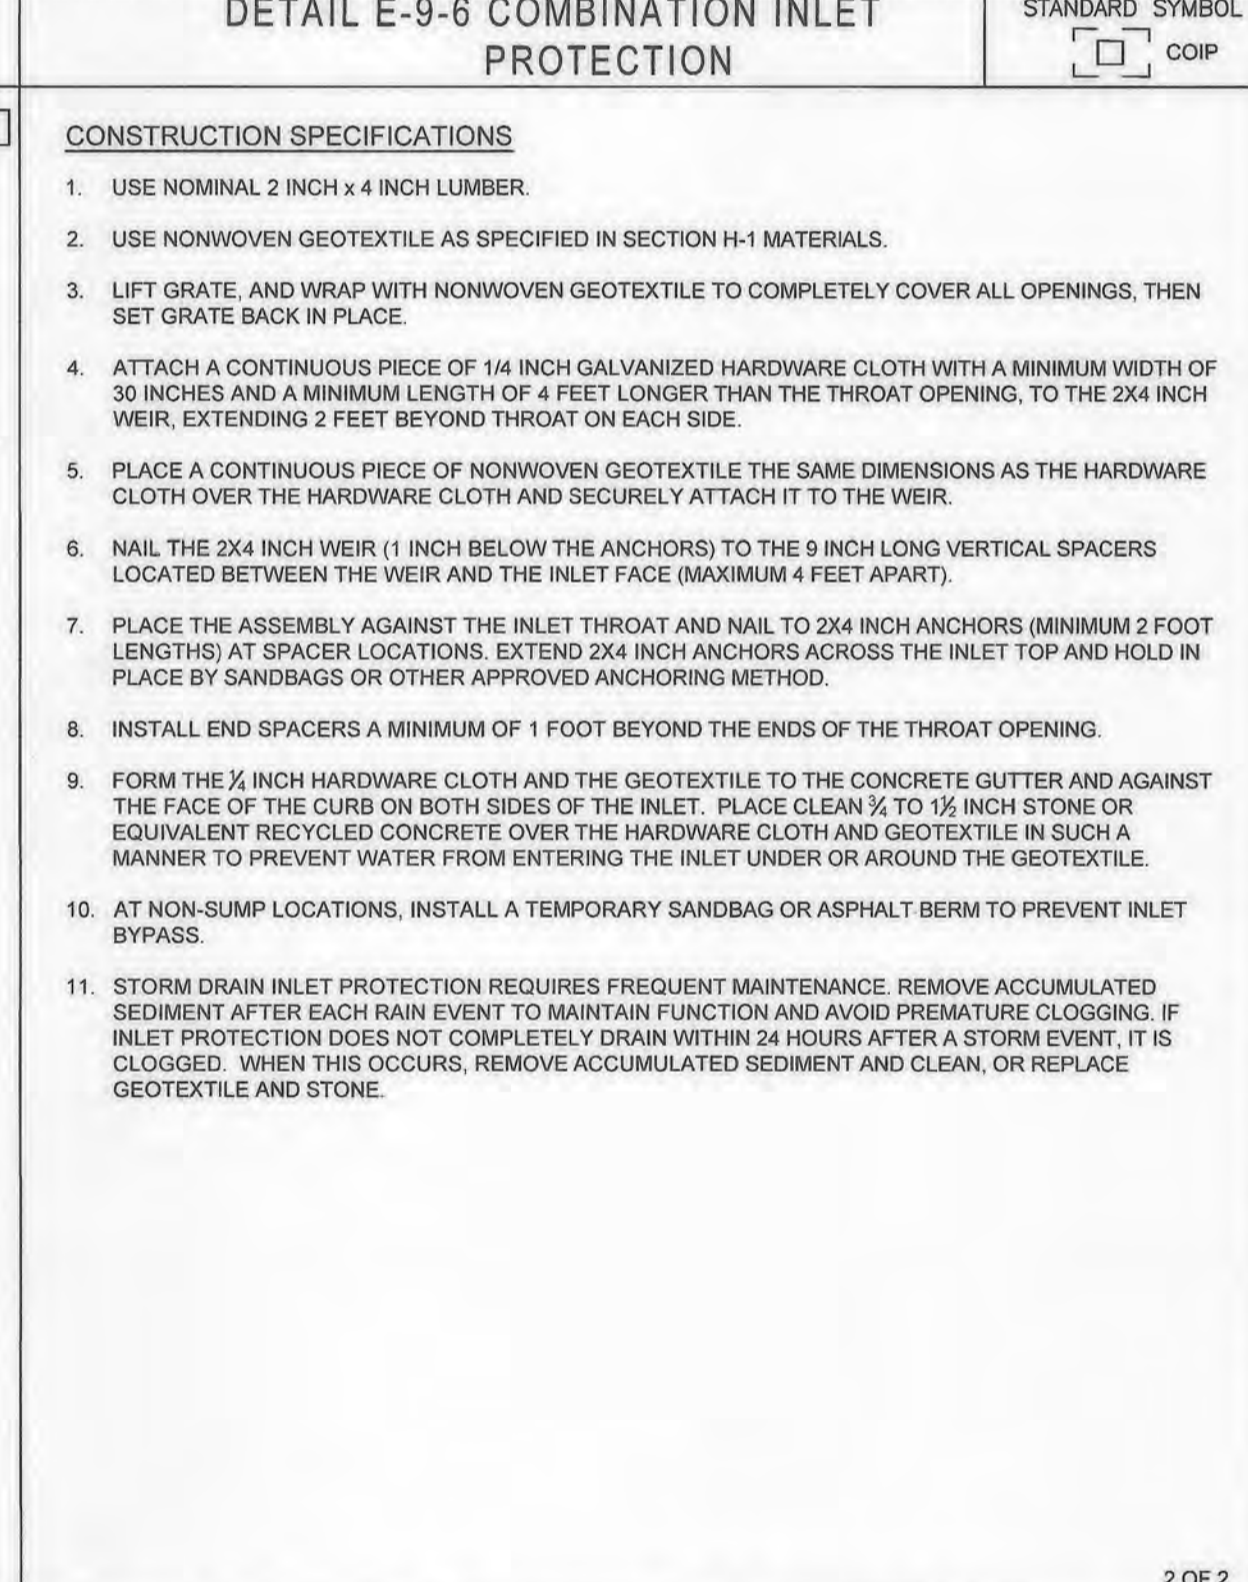 DETAIL E-9-6 COMBINATION INLET
PROTECTION
STANDARD SYMBOL
COIP
CONSTRUCTION SPECIFICATIONS
1. USE NOMINAL 2 INCH x 4 INCH LUMBER.
2. USE NONWOVEN GEOTEXTILE AS SPECIFIED IN SECTION H-1 MATERIALS.
3. LIFT GRATE, AND WRAP WITH NONWOVEN GEOTEXTILE TO COMPLETELY COVER ALL OPENINGS, THEN
SET GRATE BACK IN PLACE.
4. ATTACH A CONTINUOUS PIECE OF 1/4 INCH GALVANIZED HARDWARE CLOTH WITH A MINIMUM WIDTH OF
30 INCHES AND A MINIMUM LENGTH OF 4 FEET LONGER THAN THE THROAT OPENING, TO THE 2X4 INCH
WEIR, EXTENDING 2 FEET BEYOND THROAT ON EACH SIDE.
5. PLACE A CONTINUOUS PIECE OF NONWOVEN GEOTEXTILE THE SAME DIMENSIONS AS THE HARDWARE
CLOTH OVER THE HARDWARE CLOTH AND SECURELY ATTACH IT TO THE WEIR.
6. NAIL THE 2X4 INCH WEIR (1 INCH BELOW THE ANCHORS) TO THE 9 INCH LONG VERTICAL SPACERS
LOCATED BETWEEN THE WEIR AND THE INLET FACE (MAXIMUM 4 FEET APART).
7. PLACE THE ASSEMBLY AGAINST THE INLET THROAT AND NAIL TO 2X4 INCH ANCHORS (MINIMUM 2 FOOT
LENGTHS) AT SPACER LOCATIONS. EXTEND 2X4 INCH ANCHORS ACROSS THE INLET TOP AND HOLD IN
PLACE BY SANDBAGS OR OTHER APPROVED ANCHORING METHOD.
8. INSTALL END SPACERS A MINIMUM OF 1 FOOT BEYOND THE ENDS OF THE THROAT OPENING.
9. FORM THE ¼ INCH HARDWARE CLOTH AND THE GEOTEXTILE TO THE CONCRETE GUTTER AND AGAINST
THE FACE OF THE CURB ON BOTH SIDES OF THE INLET. PLACE CLEAN ¾ TO 1½ INCH STONE OR
EQUIVALENT RECYCLED CONCRETE OVER THE HARDWARE CLOTH AND GEOTEXTILE IN SUCH A
MANNER TO PREVENT WATER FROM ENTERING THE INLET UNDER OR AROUND THE GEOTEXTILE.
10. AT NON-SUMP LOCATIONS, INSTALL A TEMPORARY SANDBAG OR ASPHALT BERM TO PREVENT INLET
BYPASS.
11. STORM DRAIN INLET PROTECTION REQUIRES FREQUENT MAINTENANCE. REMOVE ACCUMULATED
SEDIMENT AFTER EACH RAIN EVENT TO MAINTAIN FUNCTION AND AVOID PREMATURE CLOGGING. IF
INLET PROTECTION DOES NOT COMPLETELY DRAIN WITHIN 24 HOURS AFTER A STORM EVENT, IT IS
CLOGGED. WHEN THIS OCCURS, REMOVE ACCUMULATED SEDIMENT AND CLEAN, OR REPLACE
GEOTEXTILE AND STONE.
2 OF 2